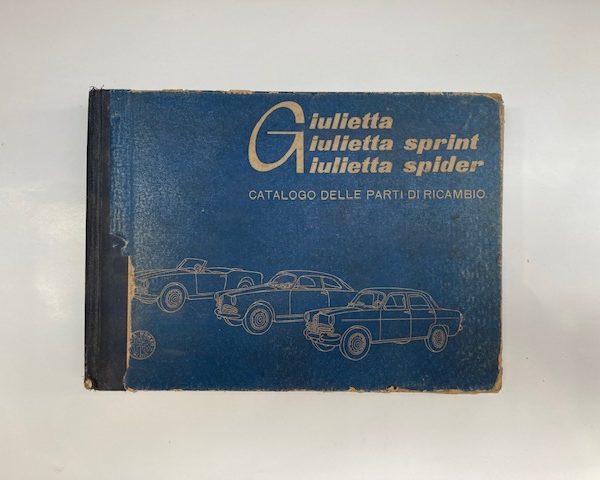 Giulietta
Giulietta sprint
Giulietta spider
CATALOGO DELLE PARTI DI RICAMBIO